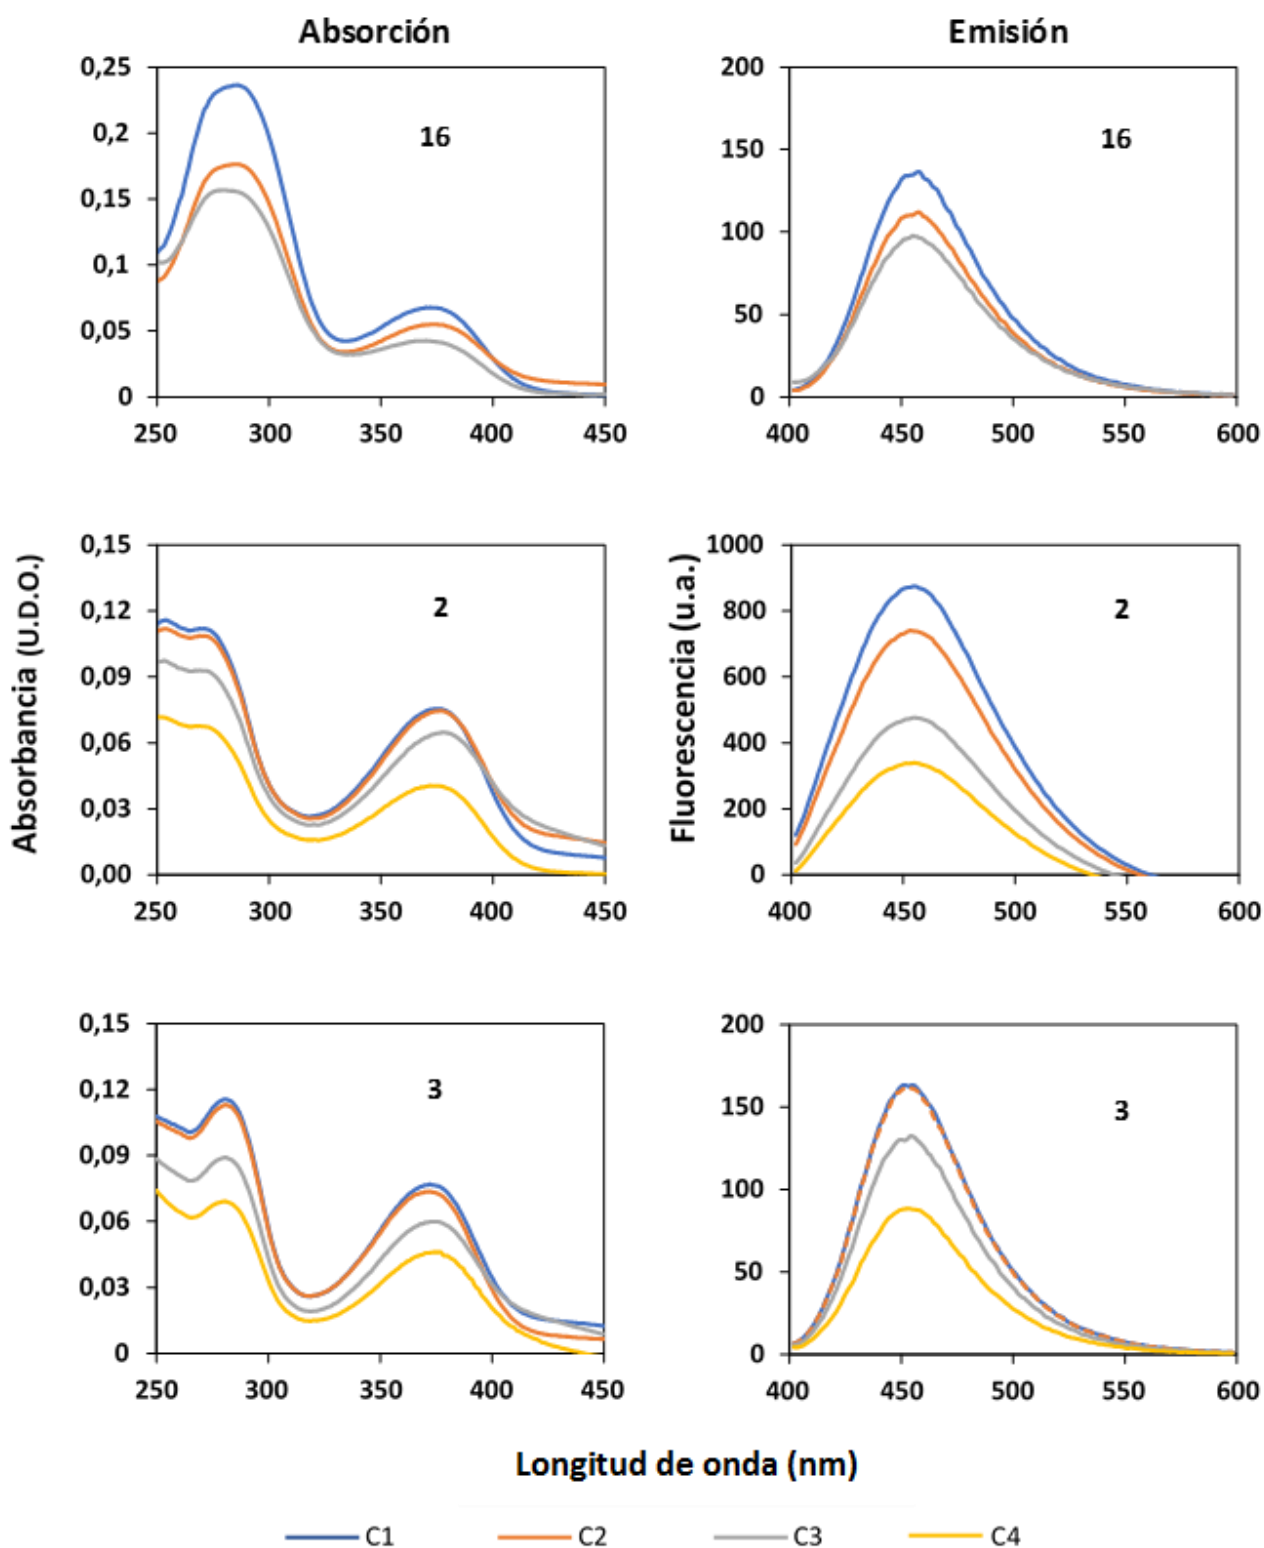 Absorción Emisión
0,25 200
16 16
0,2 150
0,15
0,1 100
0,05 50
0 0
250 300 350 400 450 400 450 500 550 600
Absorbancia (U.D.O.)
Fluorescencia (u.a.)
0,15 1000
2 2
0,12 800
0,09 600
0,06 400
0,03 200
0,00 0
250 300 350 400 450 400 450 500 550 600
0,15 200
3 3
0,12 150
0,09
0,06 100
0,03 50
0 0
250 300 350 400 450 400 450 500 550 600
Longitud de onda (nm)
C1 C2 C3 C4